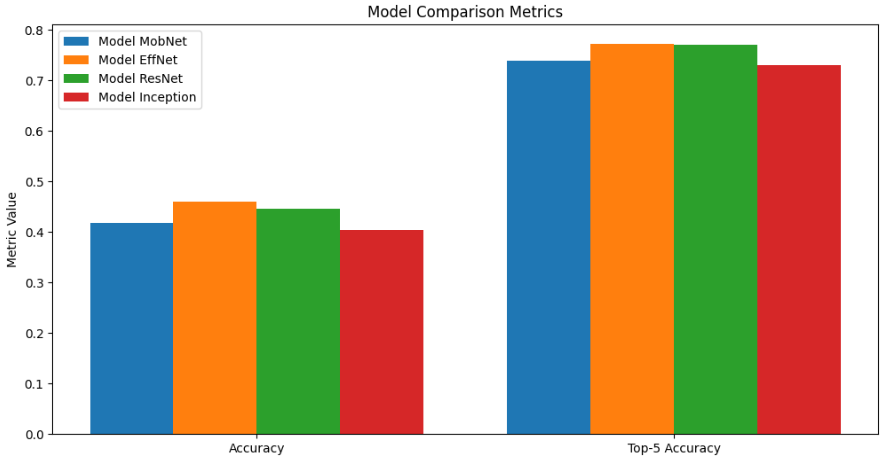 Model Comparison Metrics
Model MobNet
Model EffNet
Model ResNet
Model Inception
Metric Value
0.8
0.7
0.6
0.5
0.4
0.3
0.2
0.1
0.0
Accuracy
Top-5 Accuracy